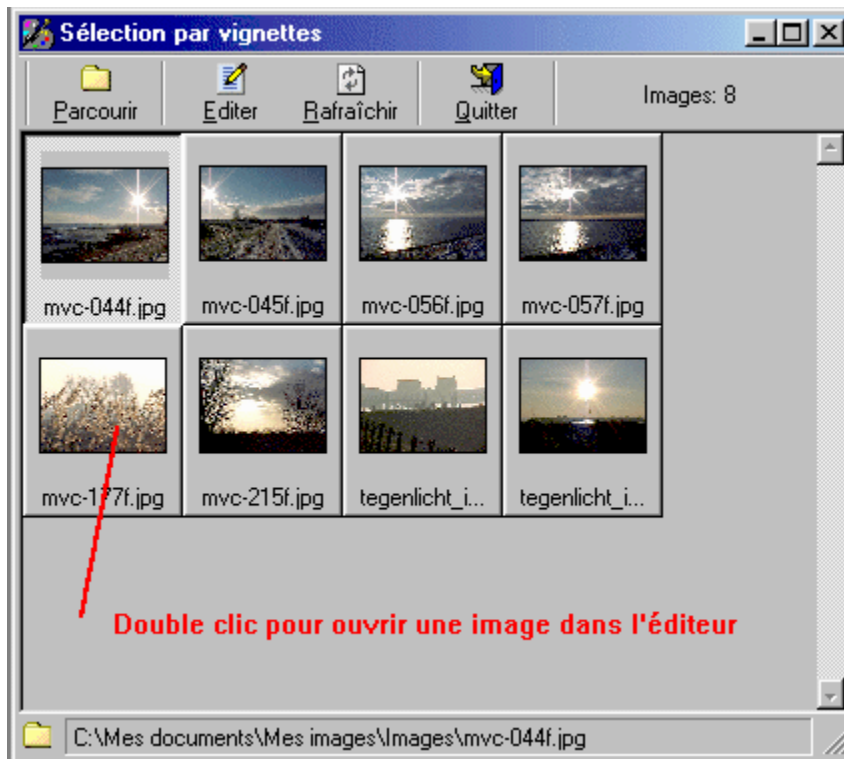 Sélection par vignettes
Parcourir Editer Rafraîchir Quitter Images: 8
mvc-044f.jpg mvc-045f.jpg mvc-056f.jpg mvc-057f.jpg
mvc-177f.jpg mvc-215f.jpg tegenlicht_i... tegenlicht_i...
Double clic pour ouvrir une image dans l'éditeur
C:\Mes documents\Mes images\Images\mvc-044f.jpg